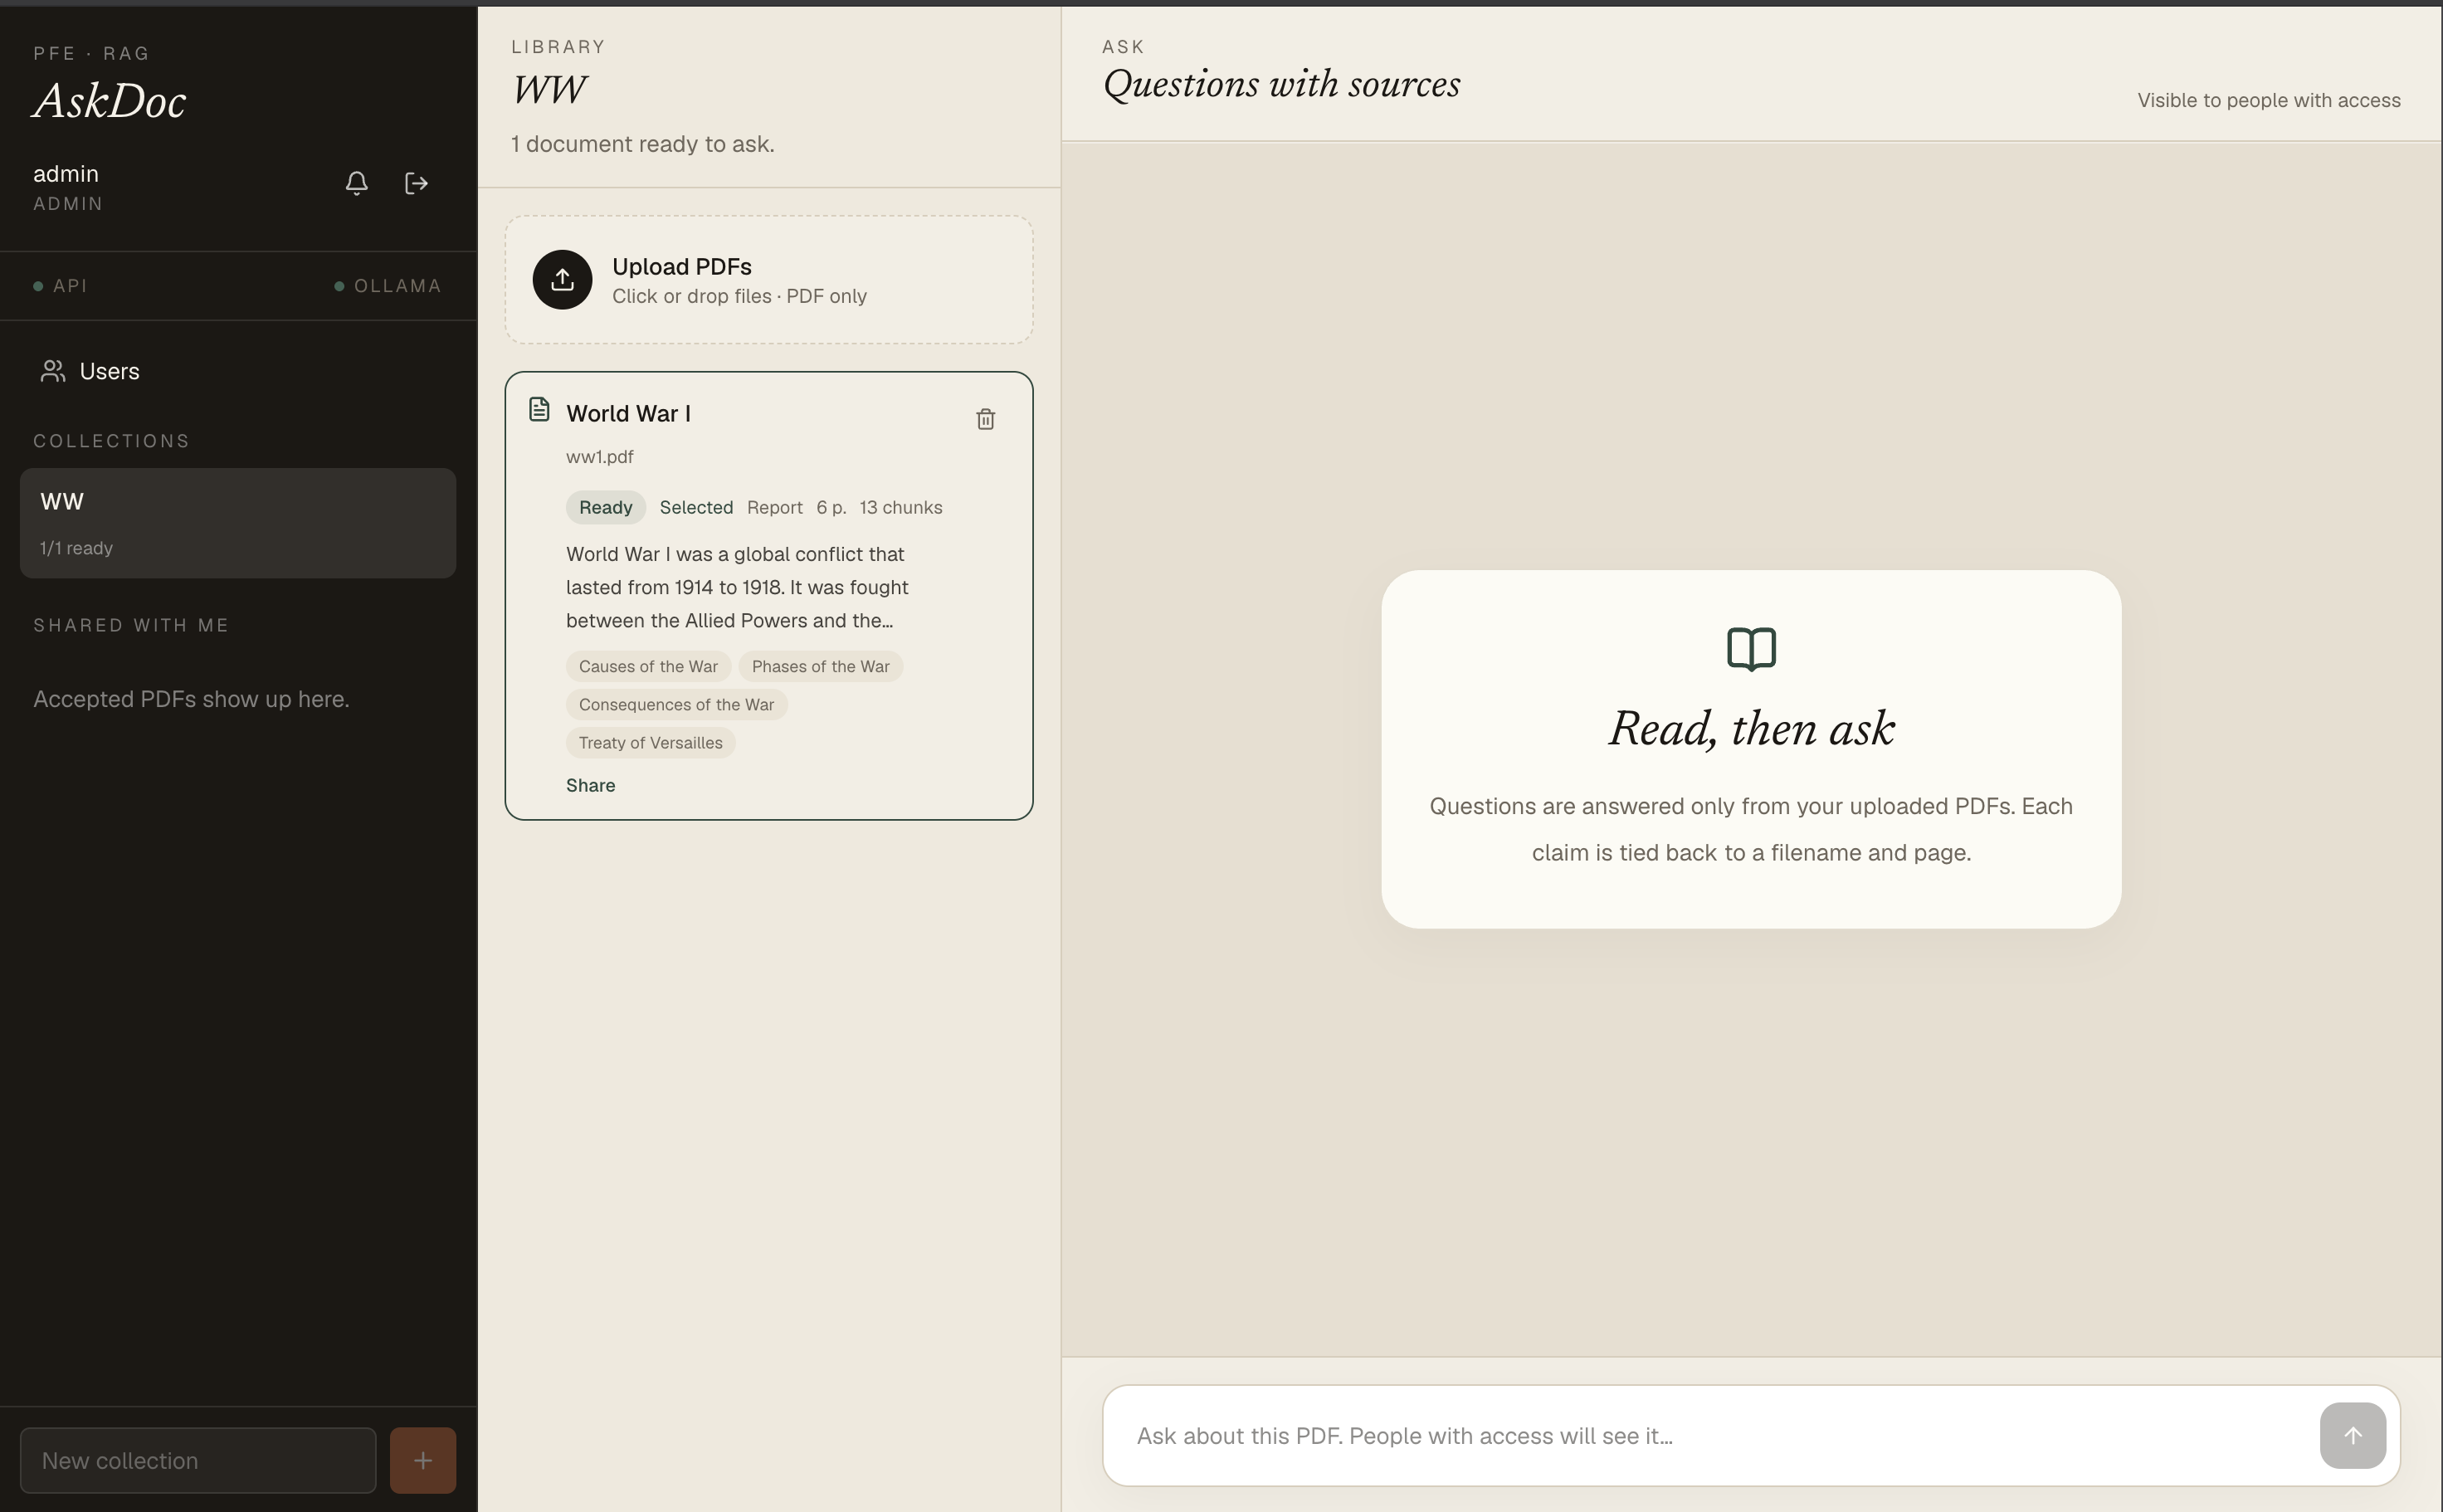 PFE · RAG
AskDoc
admin
ADMIN
API
OLLAMA
Users
COLLECTIONS
WW
1/1 ready
SHARED WITH ME
Accepted PDFs show up here.
New collection
LIBRARY
WW
1 document ready to ask.
Upload PDFs
Click or drop files · PDF only
World War I
ww1.pdf
Ready Selected Report 6 p. 13 chunks
World War I was a global conflict that
lasted from 1914 to 1918. It was fought
between the Allied Powers and the…
Causes of the War Phases of the War
Consequences of the War
Treaty of Versailles
Share
ASK
Questions with sources
Visible to people with access
Read, then ask
Questions are answered only from your uploaded PDFs. Each
claim is tied back to a filename and page.
Ask about this PDF. People with access will see it…